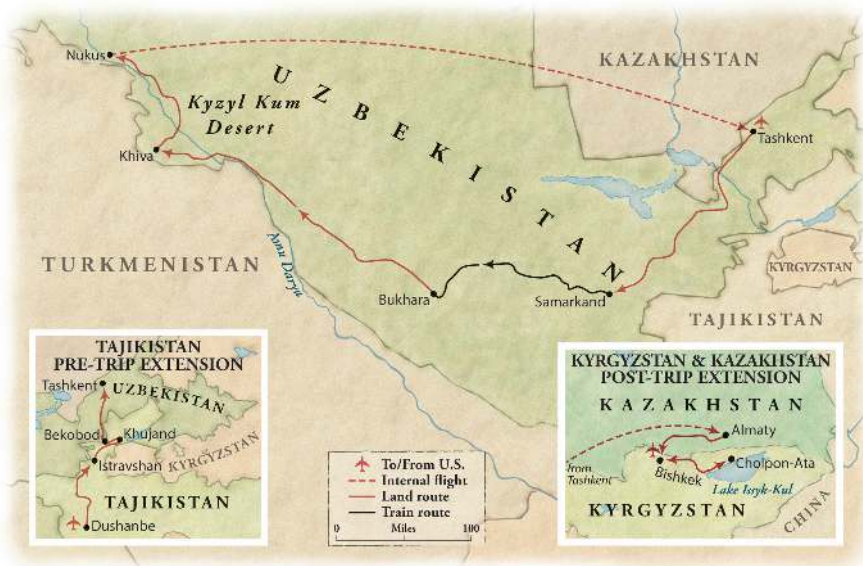 Nukus
KAZAKHSTAN
UZBEKISTAN
Kyzyl Kum
Desert
Tashkent
Khiva
Amu Darya
TURKMENISTAN
KYRGYZSTAN
Bukhara
Samarkand
TAJIKISTAN
TAJIKISTAN
PRE-TRIP EXTENSION
Tashkent
UZBEKISTAN
Bekobod
Khujand
KYRGYZSTAN
Istravshan
TAJIKISTAN
Dushanbe
To/From U.S.
Internal flight
Land route
Train route
0 Miles 100
KYRGYZSTAN & KAZAKHSTAN
POST-TRIP EXTENSION
KAZAKHSTAN
Almaty
from
Tashkent
Bishkek
Cholpon-Ata
Lake Issyk-Kul
KYRGYZSTAN
CHINA